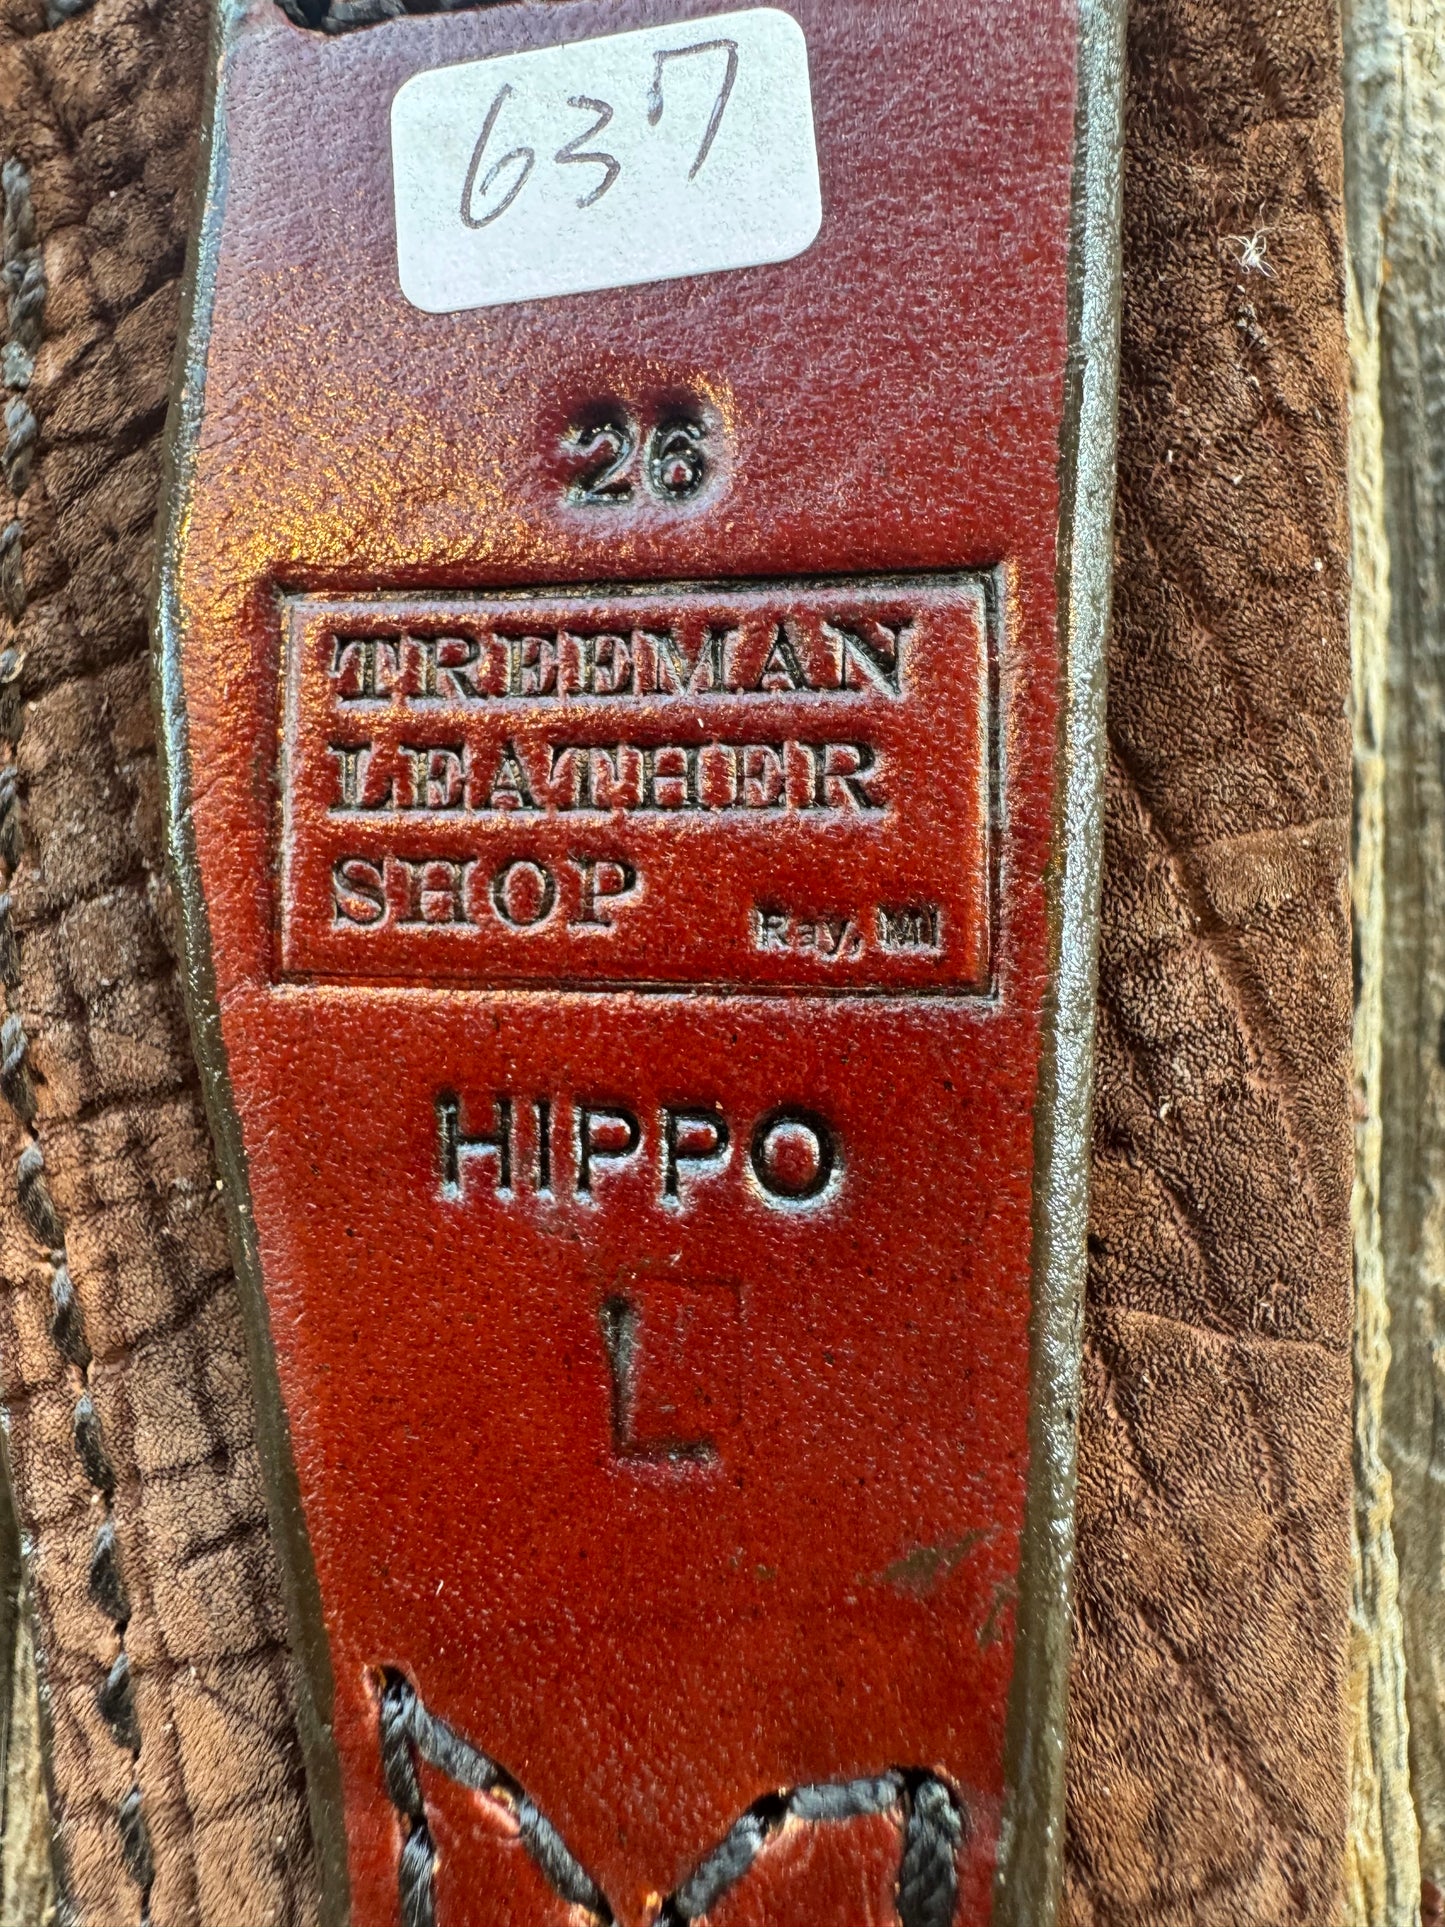 637
26
TREEMAN
LEATHER
SHOP Ray, MI
HIPPO
L